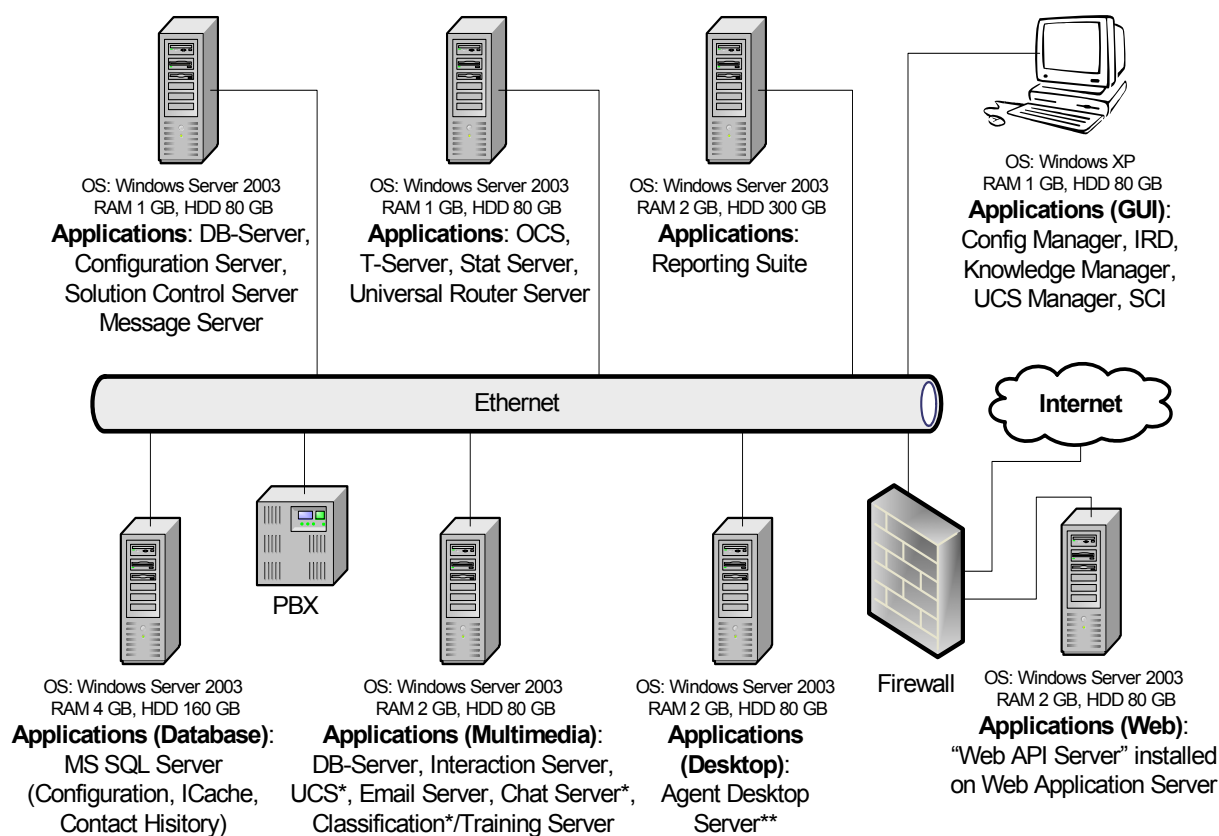 OS: Windows Server 2003
RAM 1 GB, HDD 80 GB
Applications: DB-Server,
Configuration Server,
Solution Control Server
Message Server
OS: Windows Server 2003
RAM 1 GB, HDD 80 GB
Applications: OCS,
T-Server, Stat Server,
Universal Router Server
OS: Windows Server 2003
RAM 2 GB, HDD 300 GB
Applications:
Reporting Suite
OS: Windows XP
RAM 1 GB, HDD 80 GB
Applications (GUI):
Config Manager, IRD,
Knowledge Manager,
UCS Manager, SCI
Ethernet
Internet
PBX
Firewall
OS: Windows Server 2003
RAM 4 GB, HDD 160 GB
Applications (Database):
MS SQL Server
(Configuration, ICache,
Contact Hisitory)
OS: Windows Server 2003
RAM 2 GB, HDD 80 GB
Applications (Multimedia):
DB-Server, Interaction Server,
UCS*, Email Server, Chat Server*,
Classification*/Training Server
OS: Windows Server 2003
RAM 2 GB, HDD 80 GB
Applications
(Desktop):
Agent Desktop
Server**
OS: Windows Server 2003
RAM 2 GB, HDD 80 GB
Applications (Web):
“Web API Server” installed
on Web Application Server